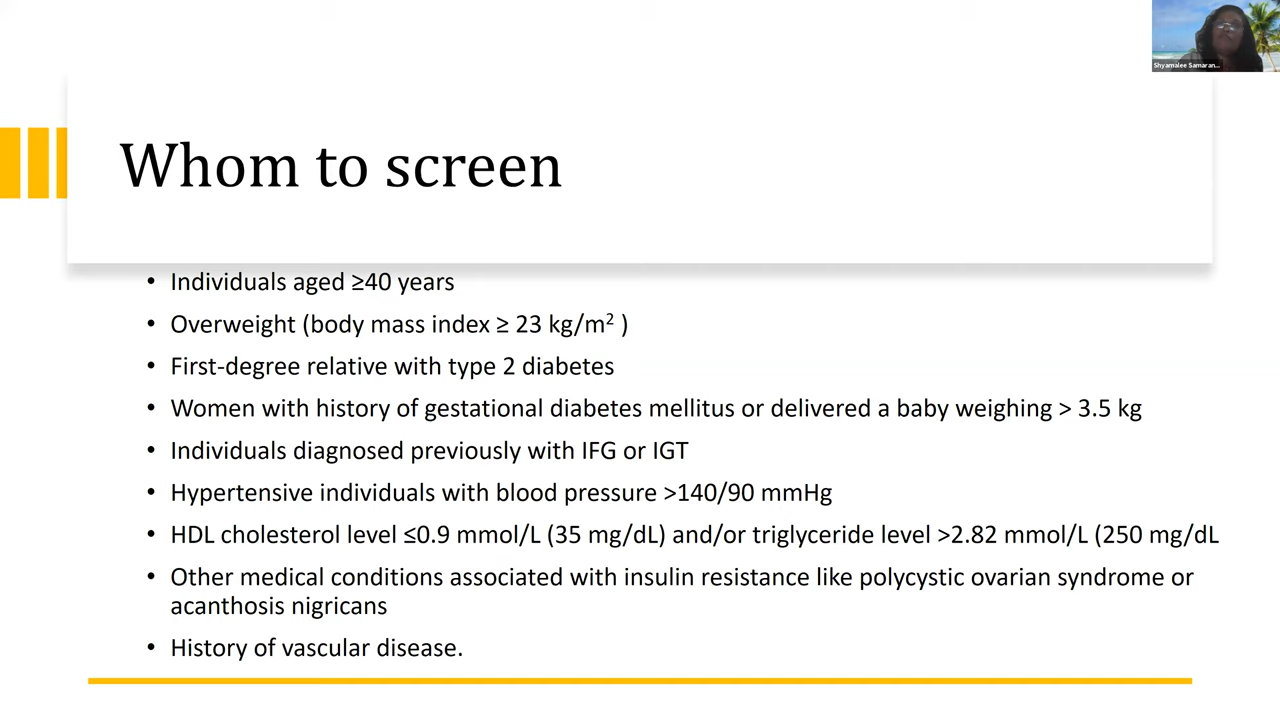 Shyamalee Samaran...
Whom to screen
• Individuals aged ≥40 years
• Overweight (body mass index ≥ 23 kg/m² )
• First-degree relative with type 2 diabetes
• Women with history of gestational diabetes mellitus or delivered a baby weighing > 3.5 kg
• Individuals diagnosed previously with IFG or IGT
• Hypertensive individuals with blood pressure >140/90 mmHg
• HDL cholesterol level ≤0.9 mmol/L (35 mg/dL) and/or triglyceride level >2.82 mmol/L (250 mg/dL
• Other medical conditions associated with insulin resistance like polycystic ovarian syndrome or
acanthosis nigricans
• History of vascular disease.